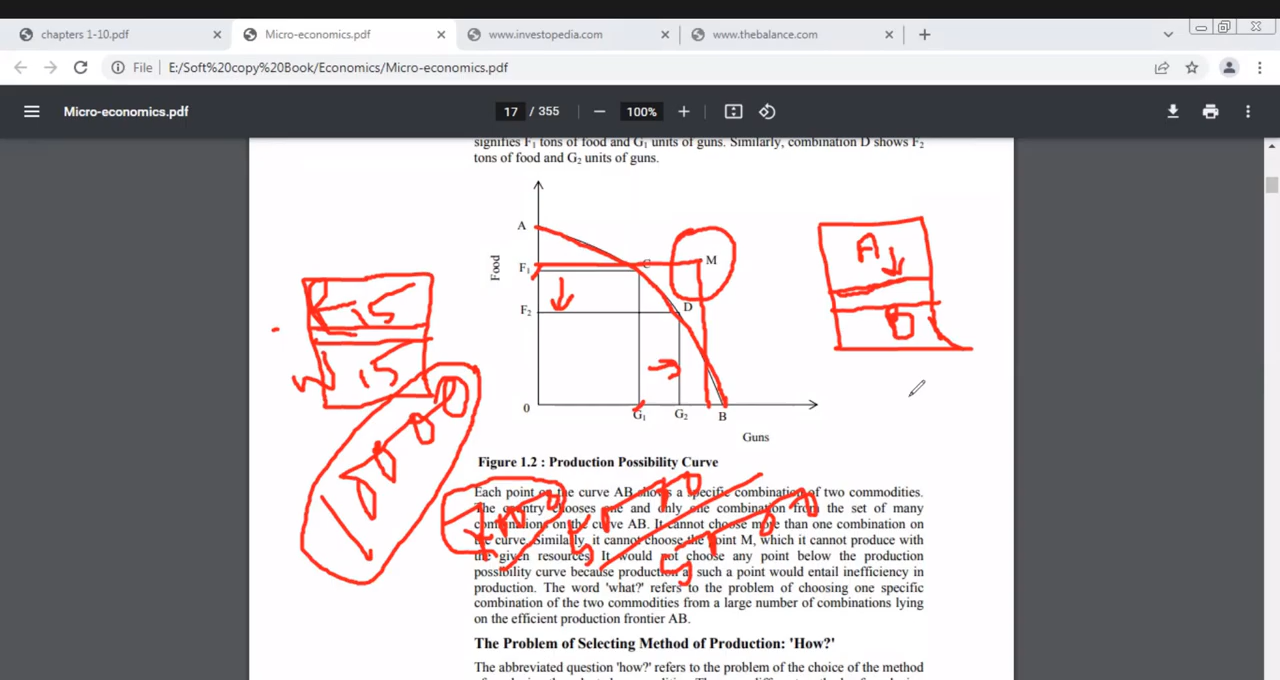 chapters 1-10.pdf
Micro-economics.pdf
www.investopedia.com
www.thebalance.com
File
E:/Soft%20copy%20Book/Economics/Micro-economics.pdf
Micro-economics.pdf
17 / 355
100%
signifies F1 tons of food and G1 units of guns. Similarly, combination D shows F2
tons of food and G2 units of guns.
A
F1
C
M
Food
F2
D
0
G1
G2
B
Guns
A
B
15
15
Figure 1.2 : Production Possibility Curve
Each point on the curve AB shows a specific combination of two commodities.
The country chooses one and only one combination from the set of many
combinations on the curve AB. It cannot choose more than one combination on
the curve. Similarly, it cannot choose the point M, which it cannot produce with
the given resources. It would not choose any point below the production
possibility curve because production at such a point would entail inefficiency in
production. The word 'what?' refers to the problem of choosing one specific
combination of the two commodities from a large number of combinations lying
on the efficient production frontier AB.
The Problem of Selecting Method of Production: 'How?'
The abbreviated question 'how?' refers to the problem of the choice of the method